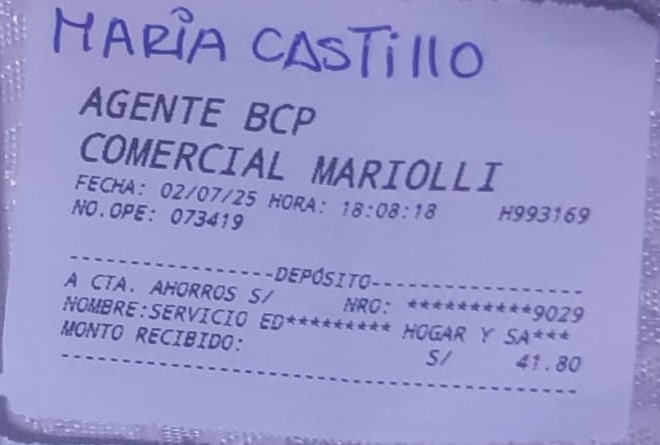 MARÍA CASTILLO
AGENTE BCP
COMERCIAL MARIOLLI
FECHA: 02/07/25 HORA: 18:08:18 H993169
NO.OPE: 073419
-----------------DEPÓSITO-----------------
A CTA. AHORROS S/ NRO: **********9029
NOMBRE:SERVICIO ED********* HOGAR Y SA***
MONTO RECIBIDO: S/ 41.80
------------------------------------------